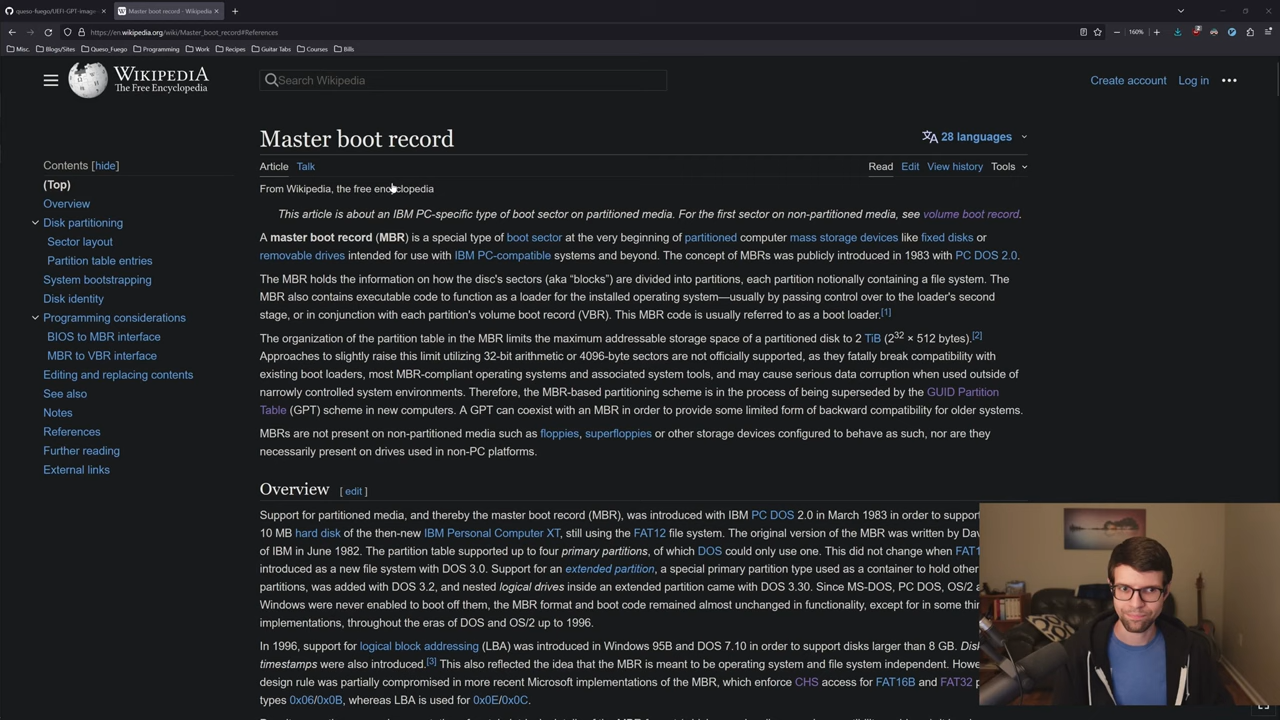 queso-fuego/UEFI-GPT-image-
Master boot record - Wikipedia
https://en.wikipedia.org/wiki/Master_boot_record#References
160%
Misc.
Blogs/Sites
Queso_Fuego
Programming
Work
Recipes
Guitar Tabs
Courses
Bills
WIKIPEDIA
The Free Encyclopedia
Search Wikipedia
Create account
Log in
Master boot record
28 languages
Article
Talk
Read
Edit
View history
Tools
Contents [hide]
(Top)
Overview
Disk partitioning
Sector layout
Partition table entries
System bootstrapping
Disk identity
Programming considerations
BIOS to MBR interface
MBR to VBR interface
Editing and replacing contents
See also
Notes
References
Further reading
External links
From Wikipedia, the free encyclopedia
This article is about an IBM PC-specific type of boot sector on partitioned media. For the first sector on non-partitioned media, see volume boot record.
A master boot record (MBR) is a special type of boot sector at the very beginning of partitioned computer mass storage devices like fixed disks or
removable drives intended for use with IBM PC-compatible systems and beyond. The concept of MBRs was publicly introduced in 1983 with PC DOS 2.0.
The MBR holds the information on how the disc's sectors (aka “blocks”) are divided into partitions, each partition notionally containing a file system. The
MBR also contains executable code to function as a loader for the installed operating system—usually by passing control over to the loader's second
stage, or in conjunction with each partition's volume boot record (VBR). This MBR code is usually referred to as a boot loader.[1]
The organization of the partition table in the MBR limits the maximum addressable storage space of a partitioned disk to 2 TiB (2³² × 512 bytes).[2]
Approaches to slightly raise this limit utilizing 32-bit arithmetic or 4096-byte sectors are not officially supported, as they fatally break compatibility with
existing boot loaders, most MBR-compliant operating systems and associated system tools, and may cause serious data corruption when used outside of
narrowly controlled system environments. Therefore, the MBR-based partitioning scheme is in the process of being superseded by the GUID Partition
Table (GPT) scheme in new computers. A GPT can coexist with an MBR in order to provide some limited form of backward compatibility for older systems.
MBRs are not present on non-partitioned media such as floppies, superfloppies or other storage devices configured to behave as such, nor are they
necessarily present on drives used in non-PC platforms.
Overview [ edit ]
Support for partitioned media, and thereby the master boot record (MBR), was introduced with IBM PC DOS 2.0 in March 1983 in order to support
10 MB hard disk of the then-new IBM Personal Computer XT, still using the FAT12 file system. The original version of the MBR was written by
of IBM in June 1982. The partition table supported up to four primary partitions, of which DOS could only use one. This did not change when
introduced as a new file system with DOS 3.0. Support for an extended partition, a special primary partition type used as a container to hold other
partitions, was added with DOS 3.2, and nested logical drives inside an extended partition came with DOS 3.30. Since MS-DOS, PC DOS, OS/2
Windows were never enabled to boot off them, the MBR format and boot code remained almost unchanged in functionality, except for in some
implementations, throughout the eras of DOS and OS/2 up to 1996.
In 1996, support for logical block addressing (LBA) was introduced in Windows 95B and DOS 7.10 in order to support disks larger than 8 GB. Disk
timestamps were also introduced.[3] This also reflected the idea that the MBR is meant to be operating system and file system independent.
design rule was partially compromised in more recent Microsoft implementations of the MBR, which enforce CHS access for FAT16B and FAT32
types 0x06/0x0B, whereas LBA is used for 0x0E/0x0C.